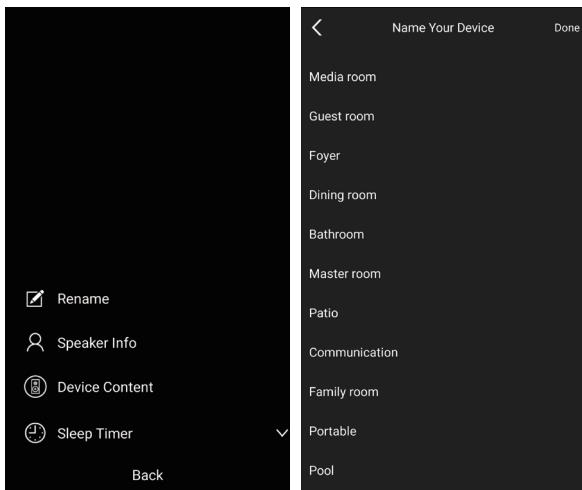 Rename
Speaker Info
Device Content
Sleep Timer
Back
Name Your Device
Done
Media room
Guest room
Foyer
Dining room
Bathroom
Master room
Patio
Communication
Family room
Portable
Pool